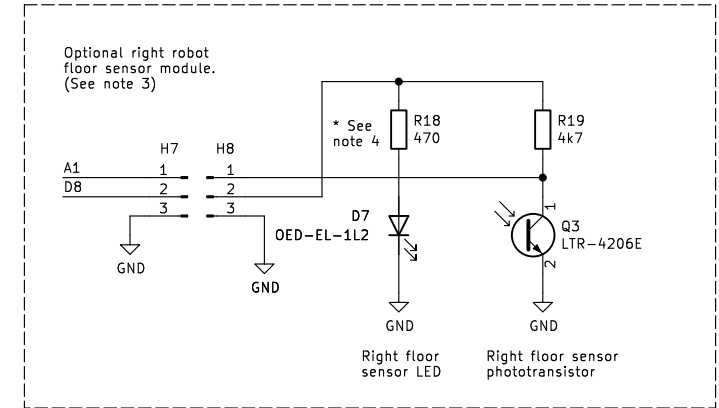 Optional right robot
floor sensor module.
(See note 3)
* See
note 4
R18
470
R19
4k7
H7
H8
A1
1
1
D8
2
2
3
3
D7
OED-EL-1L2
1
Q3
LTR-4206E
2
GND
GND
GND
GND
Right floor
sensor LED
Right floor sensor
phototransistor